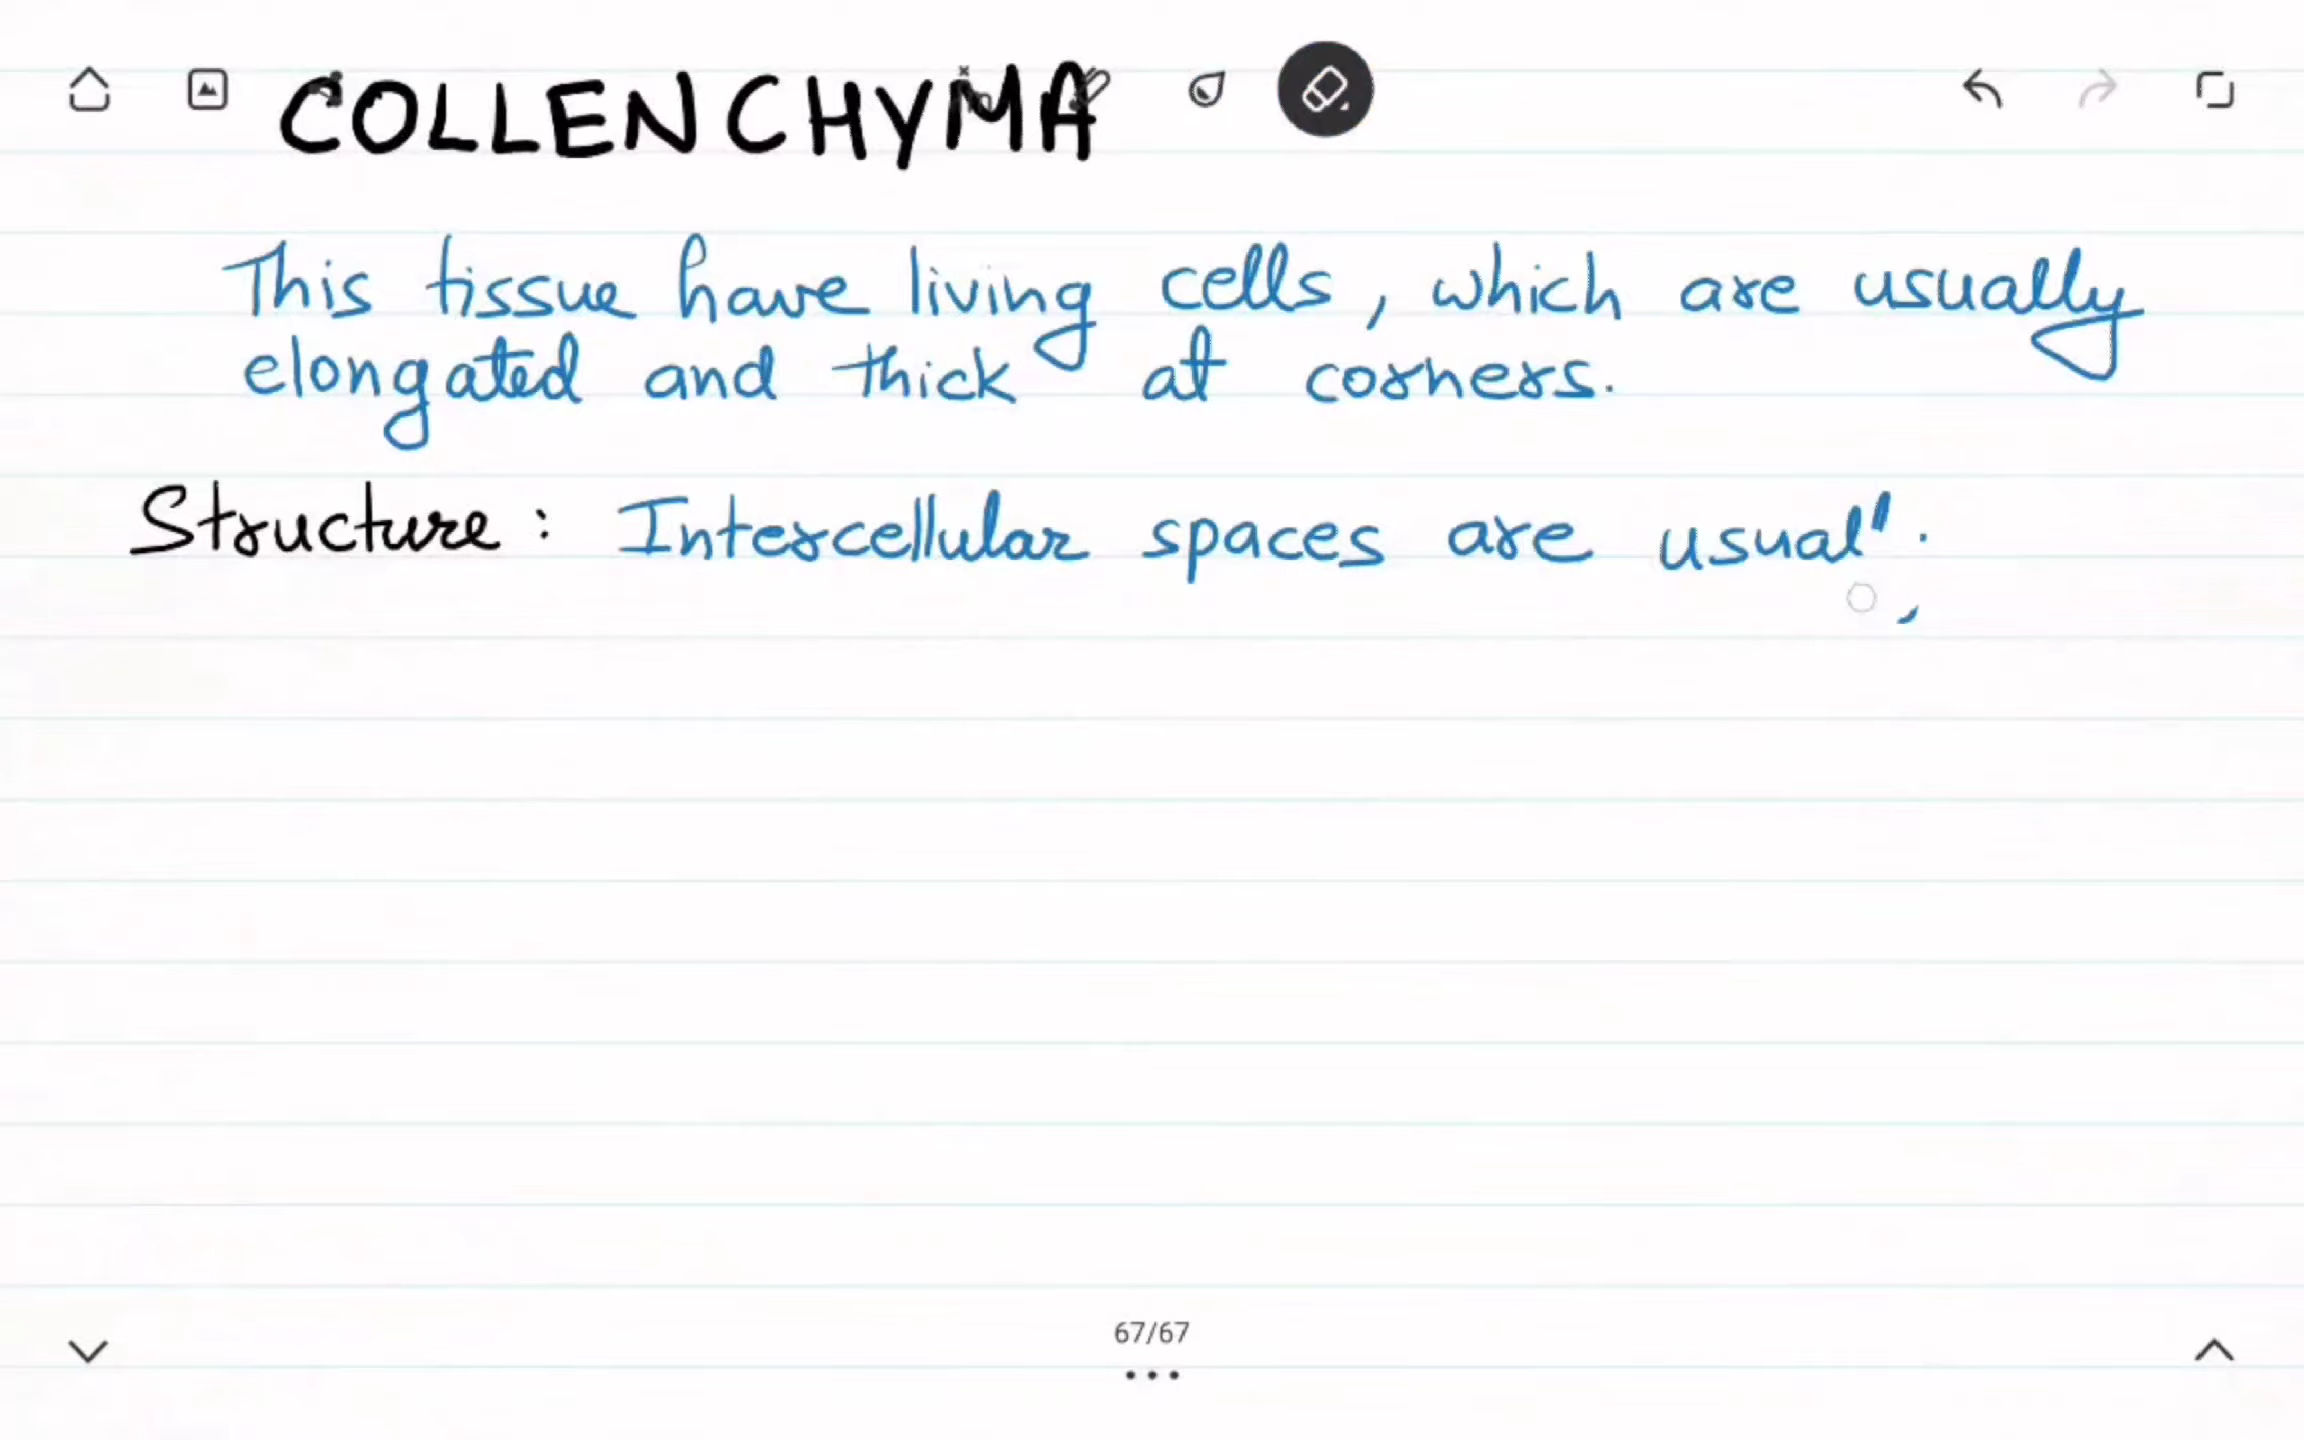 COLLENCHYMA
This tissue have living cells, which are usually
elongated and thick at corners.
Structure: Intercellular spaces are usual
67/67